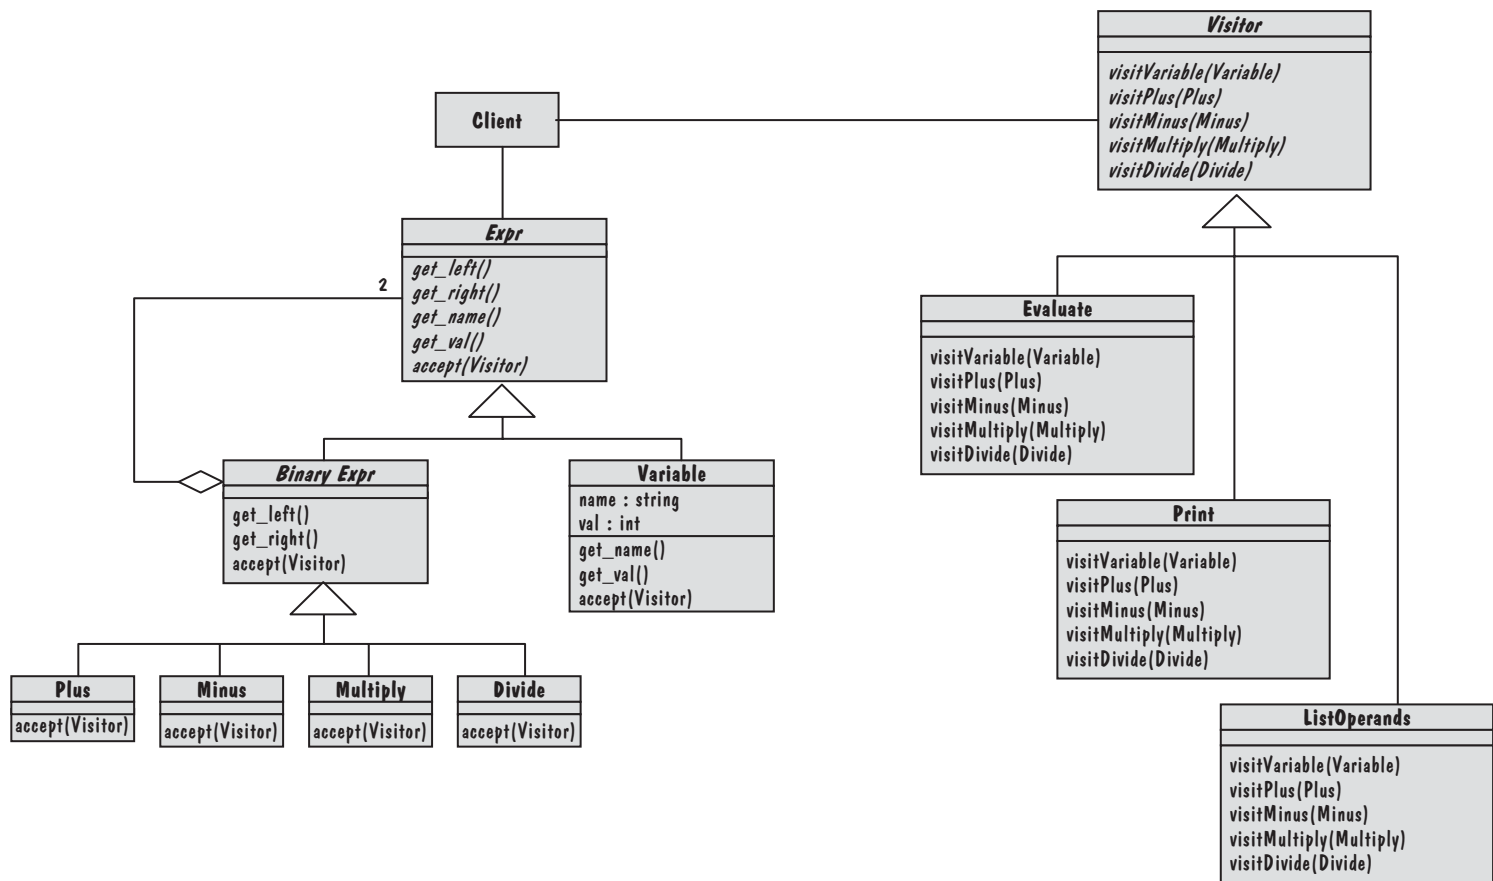 Visitor
visitVariable(Variable)
visitPlus(Plus)
visitMinus(Minus)
visitMultiply(Multiply)
visitDivide(Divide)
Client
Expr
get_left()
get_right()
get_name()
get_val()
accept(Visitor)
2
Binary Expr
get_left()
get_right()
accept(Visitor)
Variable
name : string
val : int
get_name()
get_val()
accept(Visitor)
Plus
accept(Visitor)
Minus
accept(Visitor)
Multiply
accept(Visitor)
Divide
accept(Visitor)
Evaluate
visitVariable(Variable)
visitPlus(Plus)
visitMinus(Minus)
visitMultiply(Multiply)
visitDivide(Divide)
Print
visitVariable(Variable)
visitPlus(Plus)
visitMinus(Minus)
visitMultiply(Multiply)
visitDivide(Divide)
ListOperands
visitVariable(Variable)
visitPlus(Plus)
visitMinus(Minus)
visitMultiply(Multiply)
visitDivide(Divide)